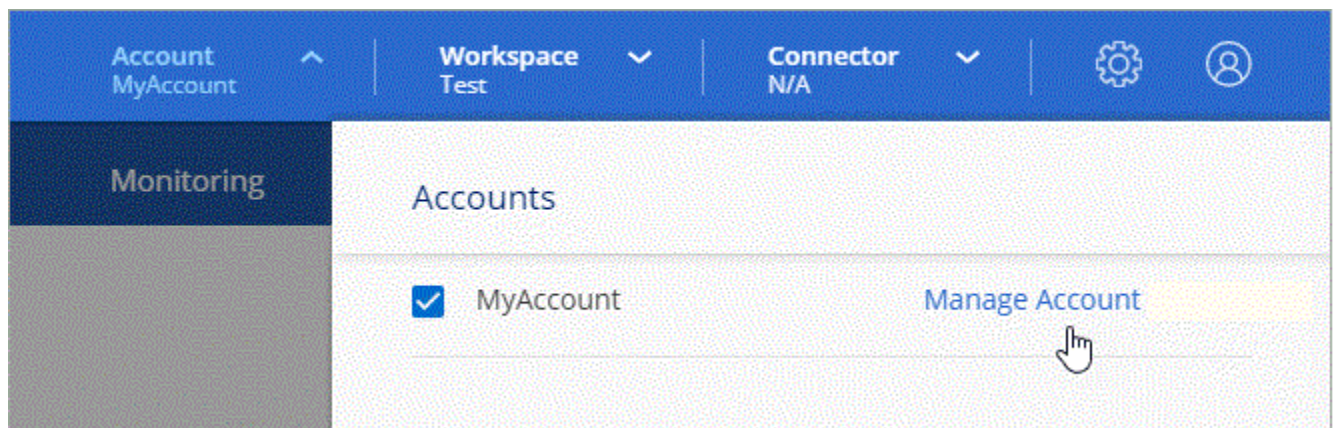 Account
MyAccount
Workspace
Test
Connector
N/A
Monitoring
Accounts
MyAccount
Manage Account